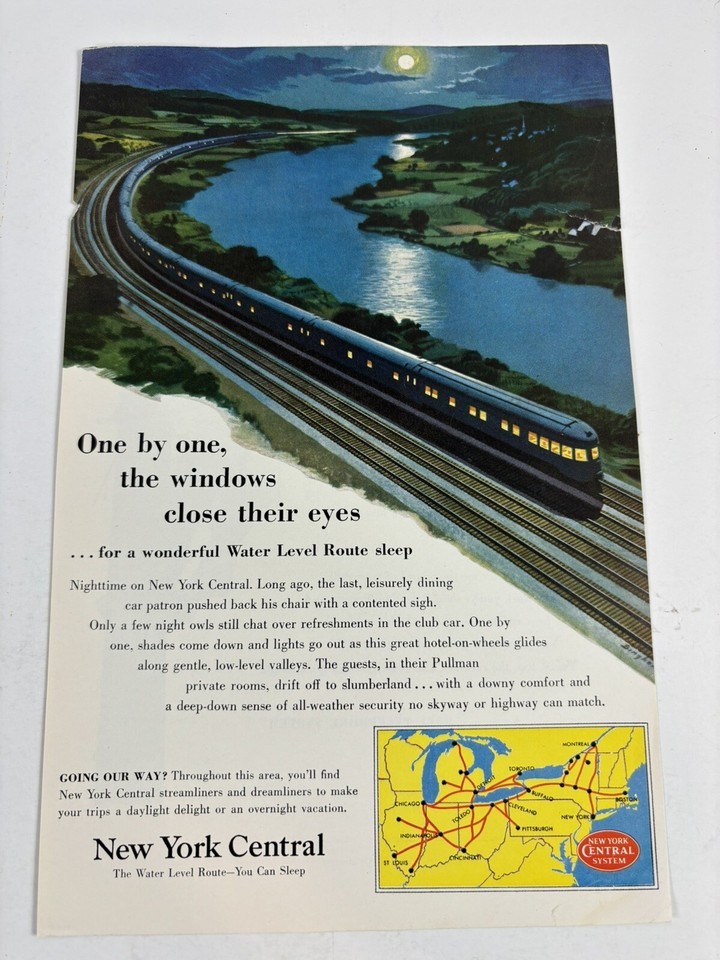 One by one,
the windows
close their eyes
... for a wonderful Water Level Route sleep
Nighttime on New York Central. Long ago, the last, leisurely dining
car patron pushed back his chair with a contented sigh.
Only a few night owls still chat over refreshments in the club car. One by
one, shades come down and lights go out as this great hotel-on-wheels glides
along gentle, low-level valleys. The guests, in their Pullman
private rooms, drift off to slumberland ... with a downy comfort and
a deep-down sense of all-weather security no skyway or highway can match.
GOING OUR WAY? Throughout this area, you'll find
New York Central streamliners and dreamliners to make
your trips a daylight delight or an overnight vacation.
New York Central
The Water Level Route—You Can Sleep
MONTREAL
TORONTO
DETROIT
BUFFALO
BOSTON
CHICAGO
CLEVELAND
TOLEDO
NEW YORK
PITTSBURGH
INDIANAPOLIS
CINCINNATI
ST LOUIS
NEW YORK
CENTRAL
SYSTEM